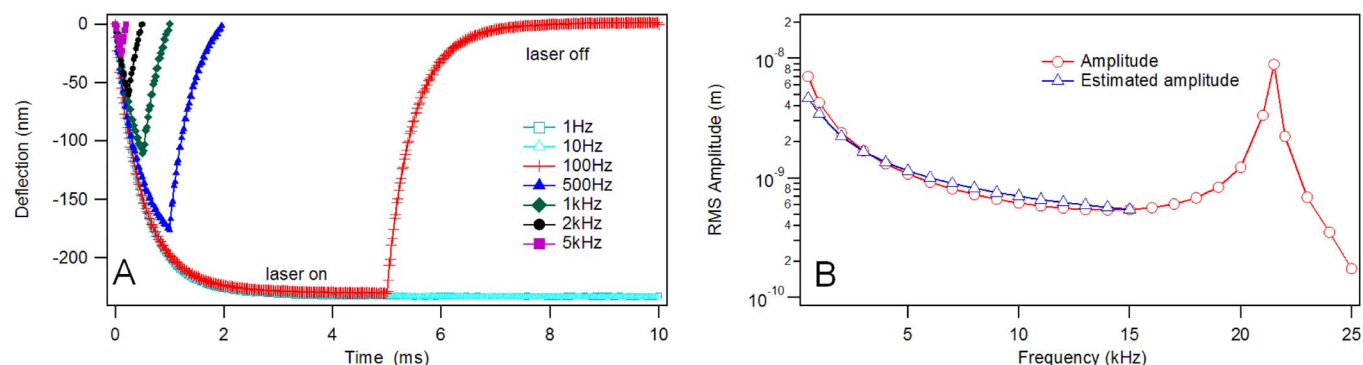 0
-50
-100
-150
-200
Deflection (nm)
laser off
1Hz
10Hz
100Hz
500Hz
1kHz
2kHz
5kHz
A
laser on
0
2
4
6
8
10
Time (ms)
2
10-8
8
6
4
2
10-9
8
6
4
2
10-10
RMS Amplitude (m)
Amplitude
Estimated amplitude
B
5
10
15
20
25
Frequency (kHz)